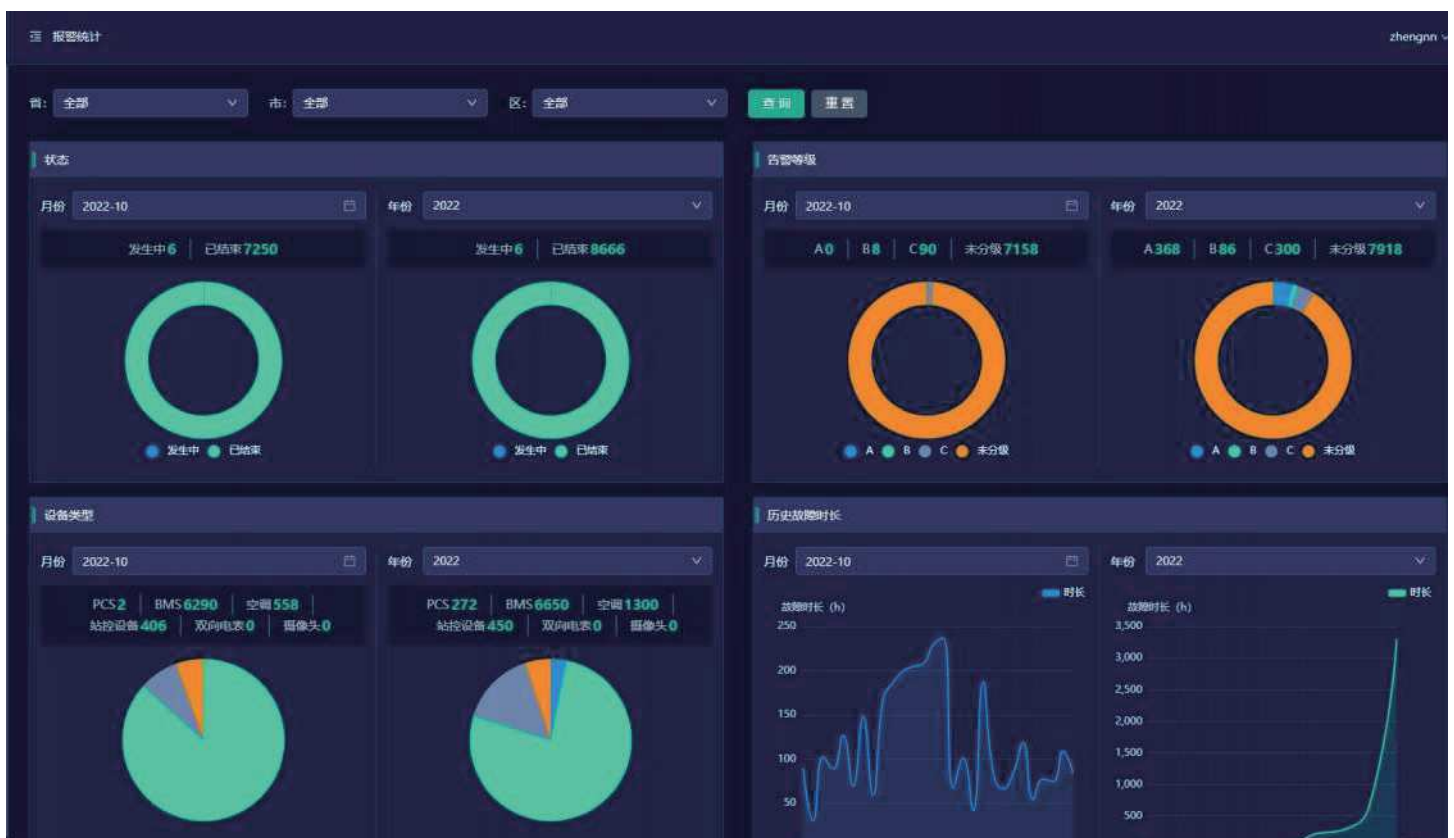 报警统计
zhengnn
省: 全部 市: 全部 区: 全部 查 询 重 置
状态
月份 2022-10 年份 2022
发生中6 已结束7250 发生中6 已结束8666
发生中 已结束 发生中 已结束
告警等级
月份 2022-10 年份 2022
A0 B8 C90 未分级7158 A368 B86 C300 未分级7918
A B C 未分级 A B C 未分级
设备类型
月份 2022-10 年份 2022
PCS2 BMS6290 空调558 PCS272 BMS6650 空调1300
站控设备406 双向电表0 摄像头0 站控设备450 双向电表0 摄像头0
历史故障时长
月份 2022-10 年份 2022
时长 时长
故障时长 (h) 故障时长 (h)
250 3,500
3,000
200
2,500
150 2,000
100 1,500
1,000
50
500